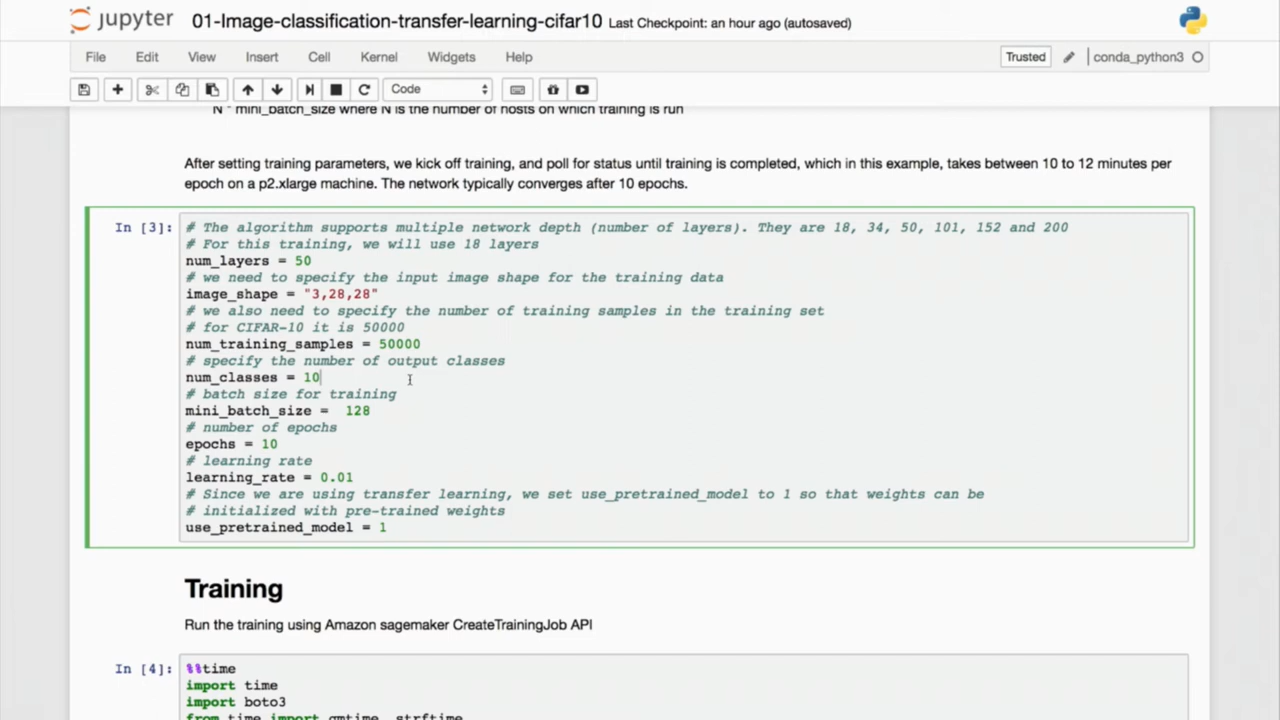 jupyter 01-Image-classification-transfer-learning-cifar10 Last Checkpoint: an hour ago (autosaved)
File Edit View Insert Cell Kernel Widgets Help Trusted conda_python3
Code
N * mini_batch_size where N is the number of hosts on which training is run
After setting training parameters, we kick off training, and poll for status until training is completed, which in this example, takes between 10 to 12 minutes per
epoch on a p2.xlarge machine. The network typically converges after 10 epochs.
In [3]: # The algorithm supports multiple network depth (number of layers). They are 18, 34, 50, 101, 152 and 200
# For this training, we will use 18 layers
num_layers = 50
# we need to specify the input image shape for the training data
image_shape = "3,28,28"
# we also need to specify the number of training samples in the training set
# for CIFAR-10 it is 50000
num_training_samples = 50000
# specify the number of output classes
num_classes = 10
# batch size for training
mini_batch_size =  128
# number of epochs
epochs = 10
# learning rate
learning_rate = 0.01
# Since we are using transfer learning, we set use_pretrained_model to 1 so that weights can be
# initialized with pre-trained weights
use_pretrained_model = 1
Training
Run the training using Amazon sagemaker CreateTrainingJob API
In [4]: %%time
import time
import boto3
from time import gmtime, strftime